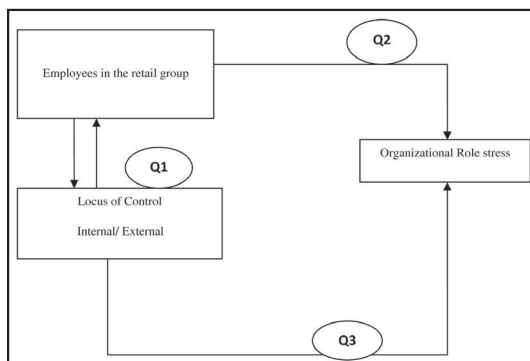 Q2
Employees in the retail group
Organizational Role stress
Q1
Locus of Control
Internal/ External
Q3